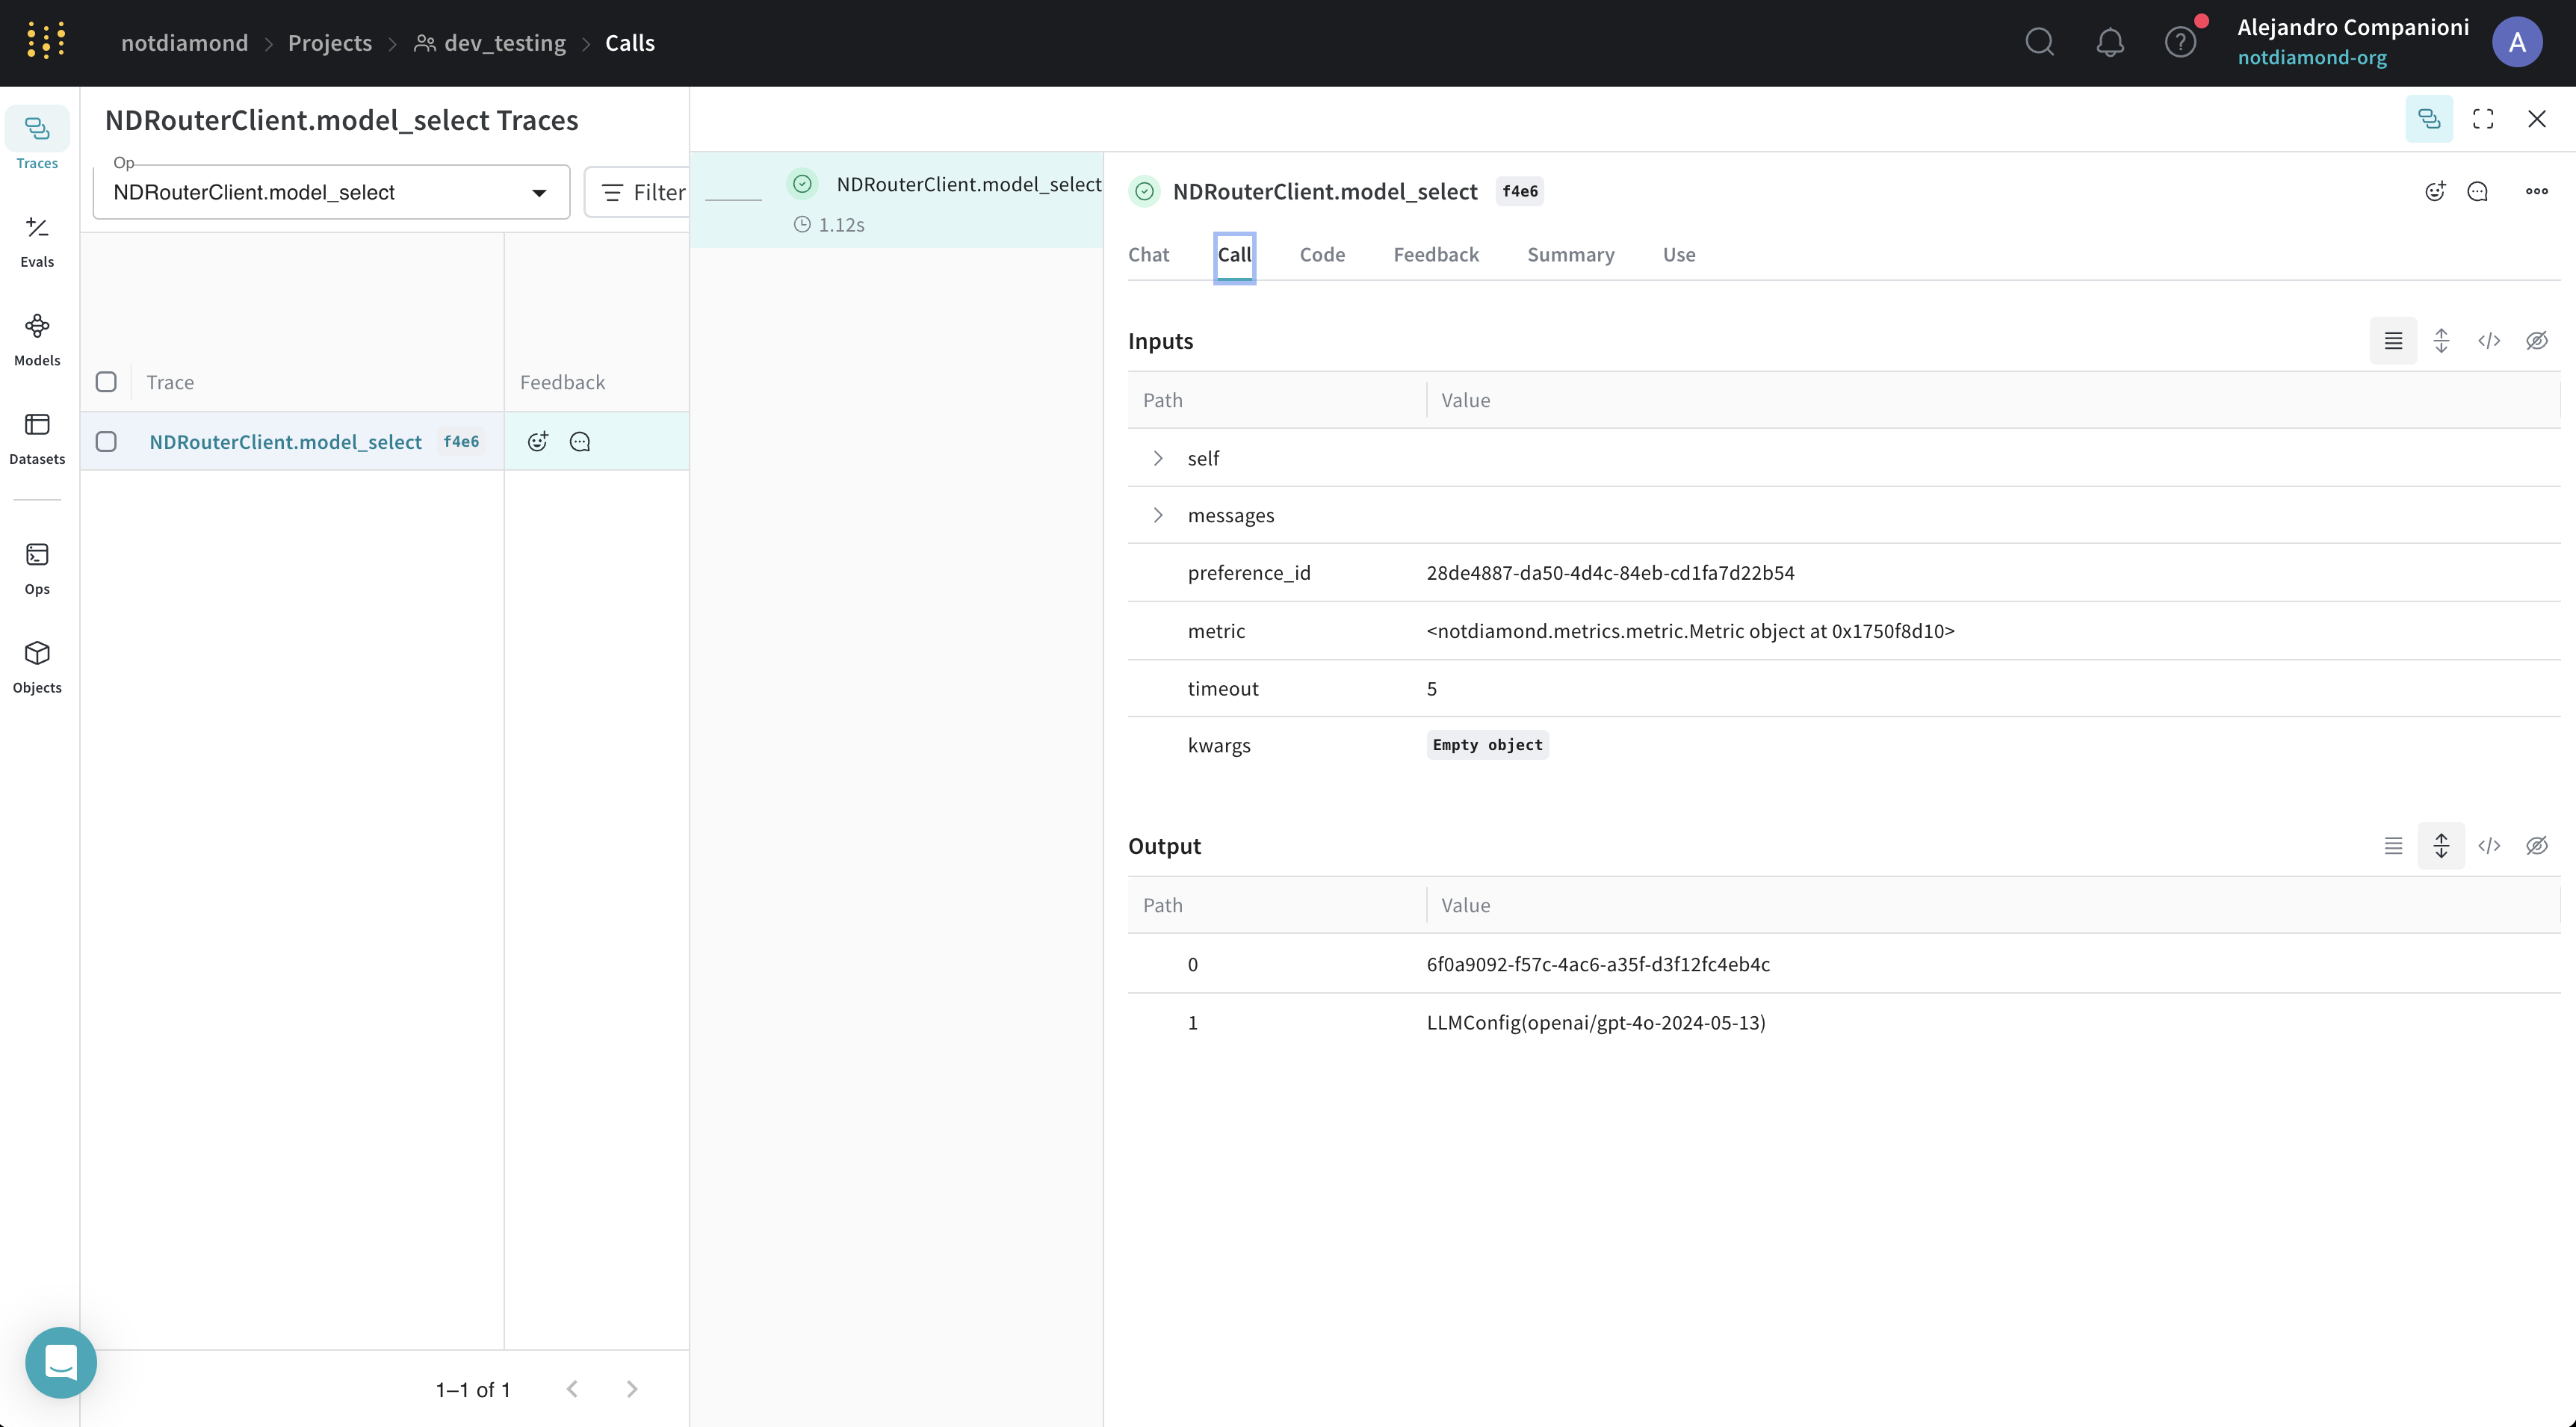 notdiamond > Projects > dev_testing > Calls
Alejandro Companioni
notdiamond-org
A
Traces
Evals
Models
Datasets
Ops
Objects
NDRouterClient.model_select Traces
Op
NDRouterClient.model_select
Filter
Trace
Feedback
NDRouterClient.model_select f4e6
1–1 of 1
NDRouterClient.model_select
1.12s
NDRouterClient.model_select f4e6
Chat Call Code Feedback Summary Use
Inputs
Path Value
self
messages
preference_id 28de4887-da50-4d4c-84eb-cd1fa7d22b54
metric <notdiamond.metrics.metric.Metric object at 0x1750f8d10>
timeout 5
kwargs Empty object
Output
Path Value
0 6f0a9092-f57c-4ac6-a35f-d3f12fc4eb4c
1 LLMConfig(openai/gpt-4o-2024-05-13)